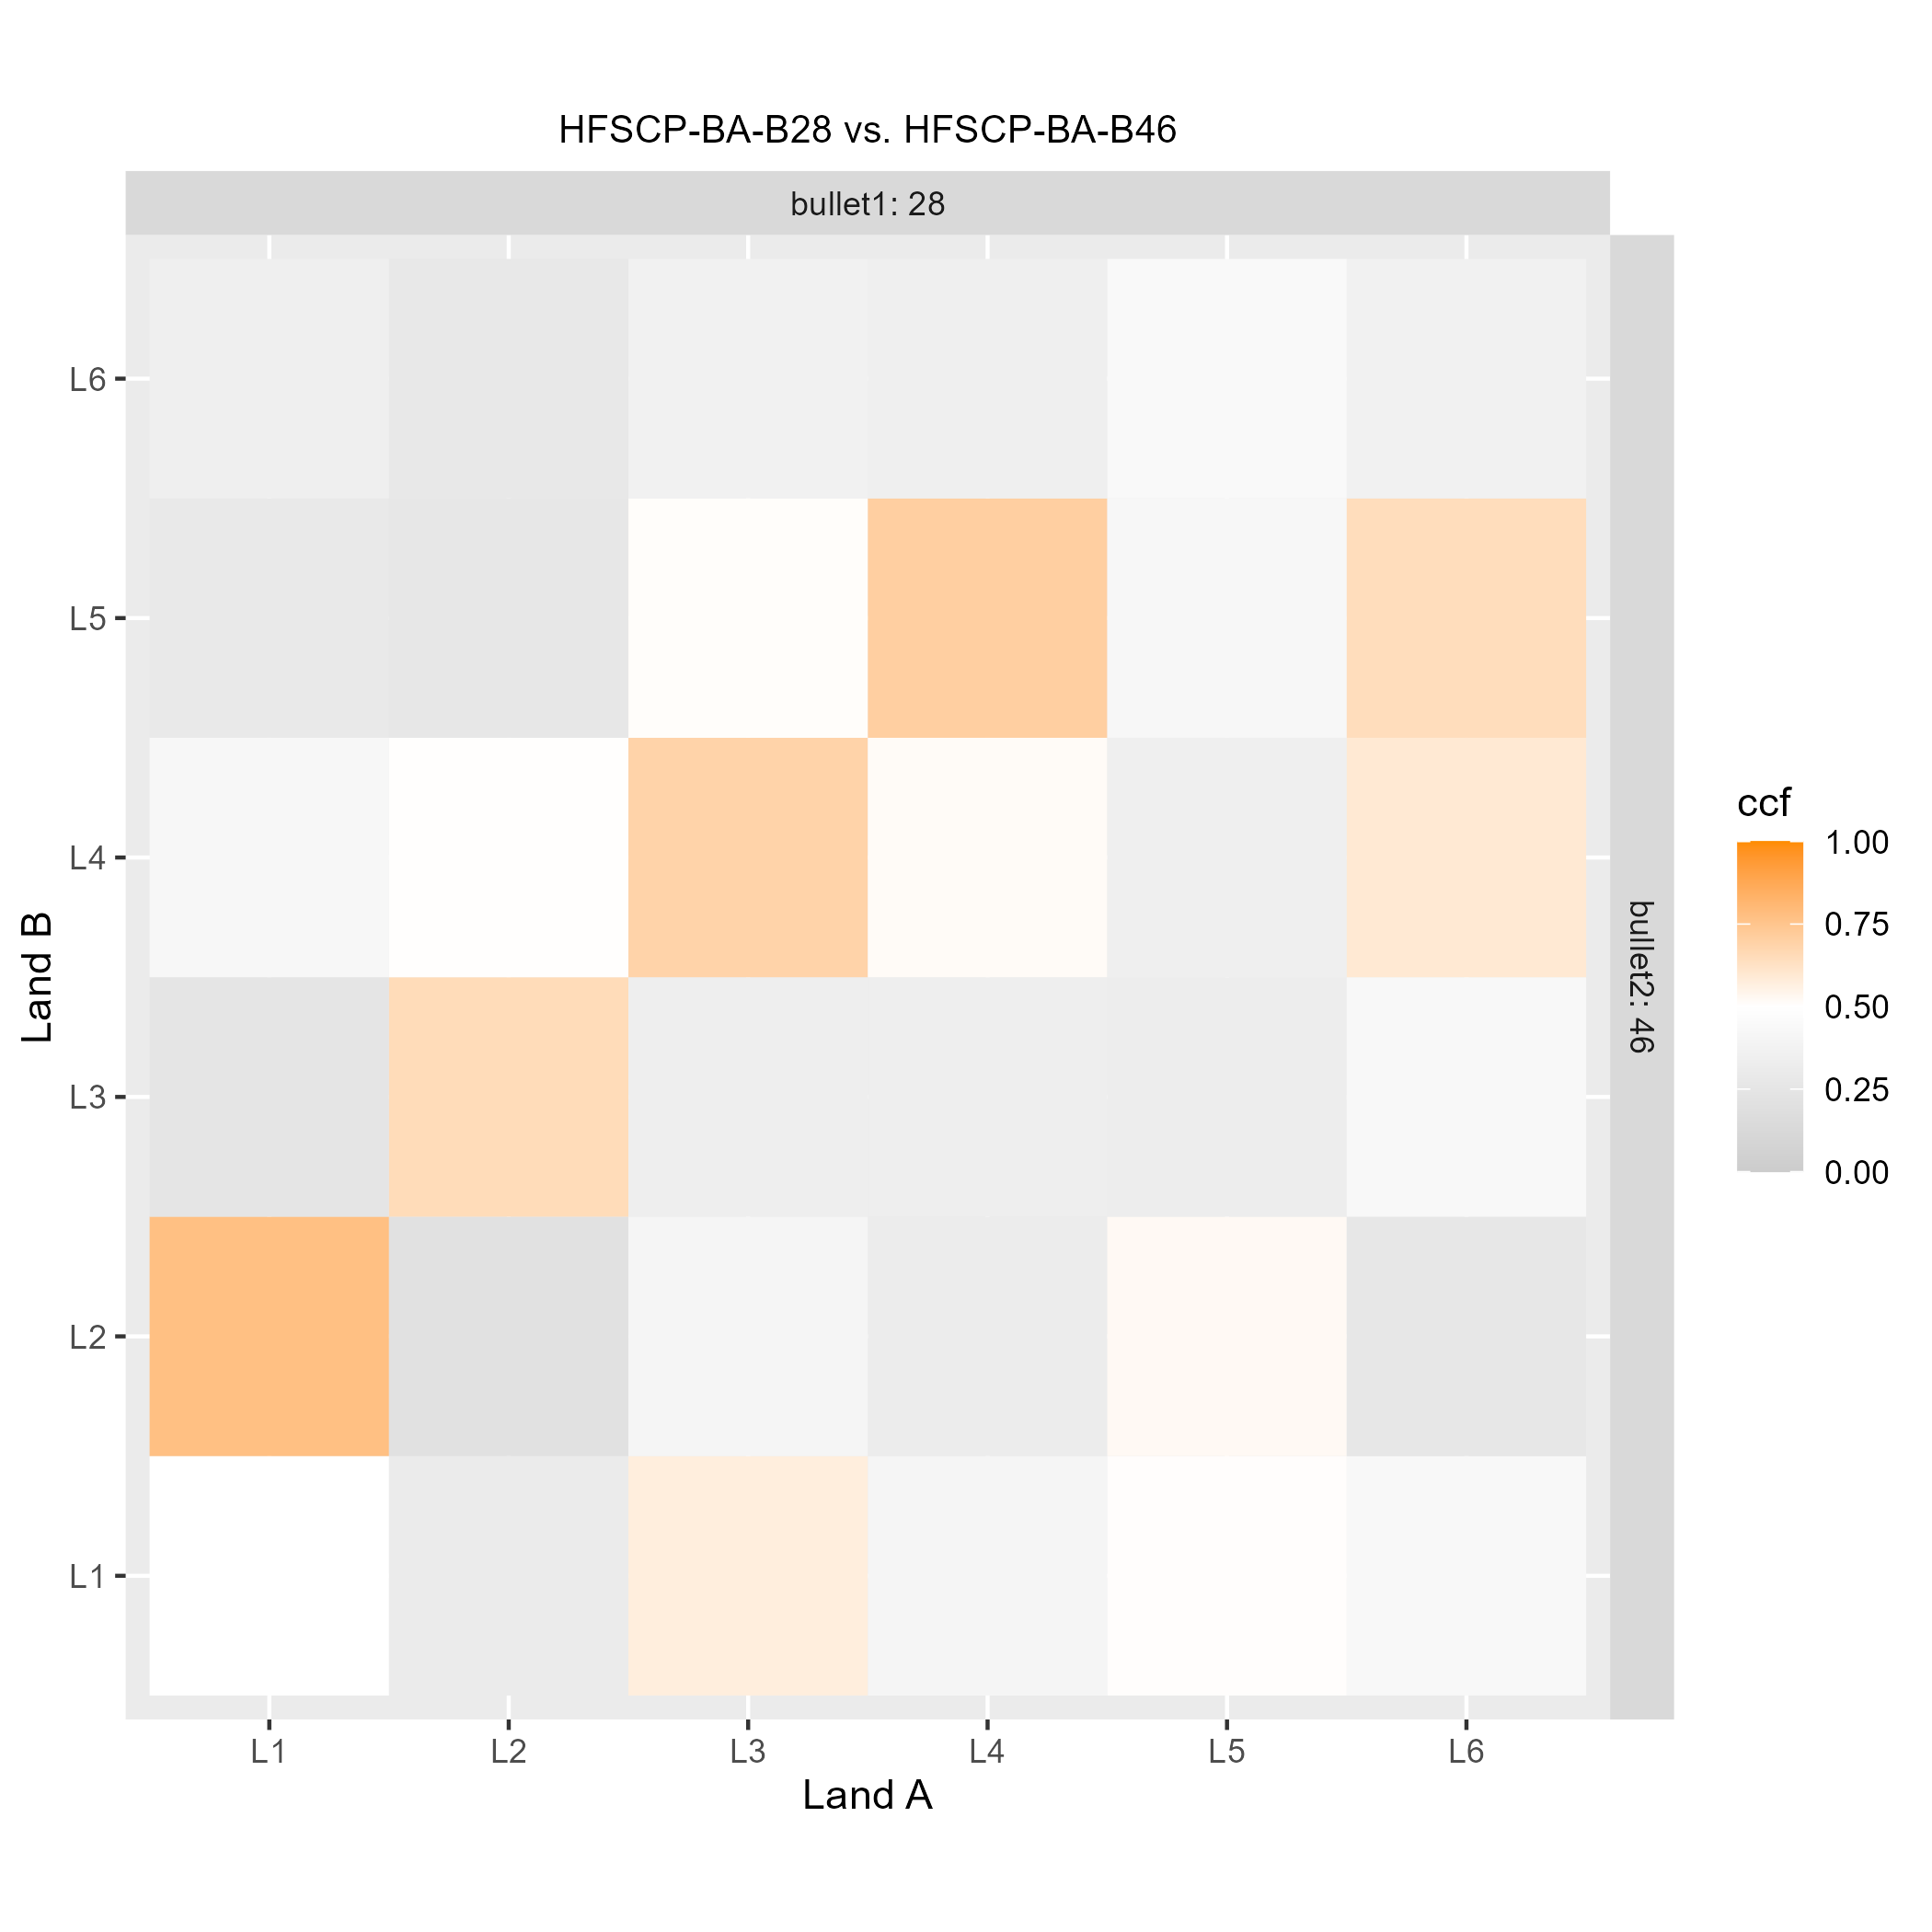 HFSCP-BA-B28 vs. HFSCP-BA-B46
bullet1: 28
L6
L5
L4
L3
L2
L1
Land B
bullet2: 46
L1 L2 L3 L4 L5 L6
Land A
ccf
1.00
0.75
0.50
0.25
0.00